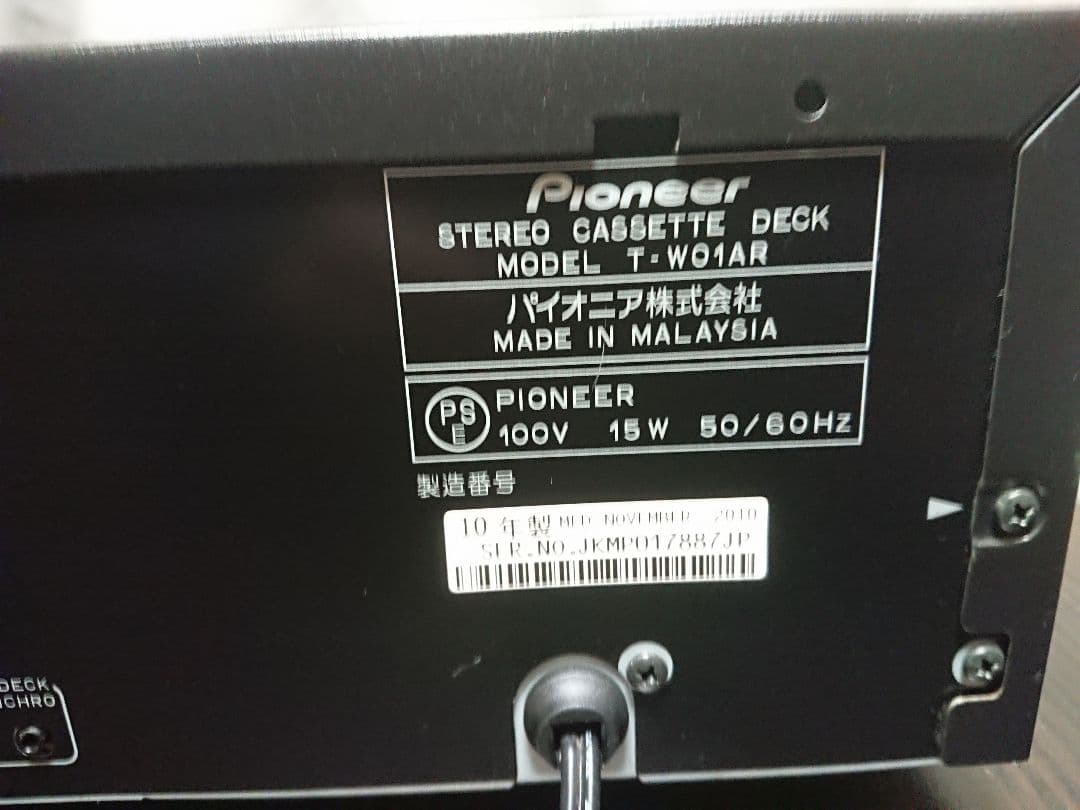 Pioneer
STEREO CASSETTE DECK
MODEL T-W01AR
パイオニア株式会社
MADE IN MALAYSIA
PS
E
PIONEER
100V 15W 50/60Hz
製造番号
10年製 MFD NOVEMBER 2010
SER.NO.JKMP017887JP
DECK